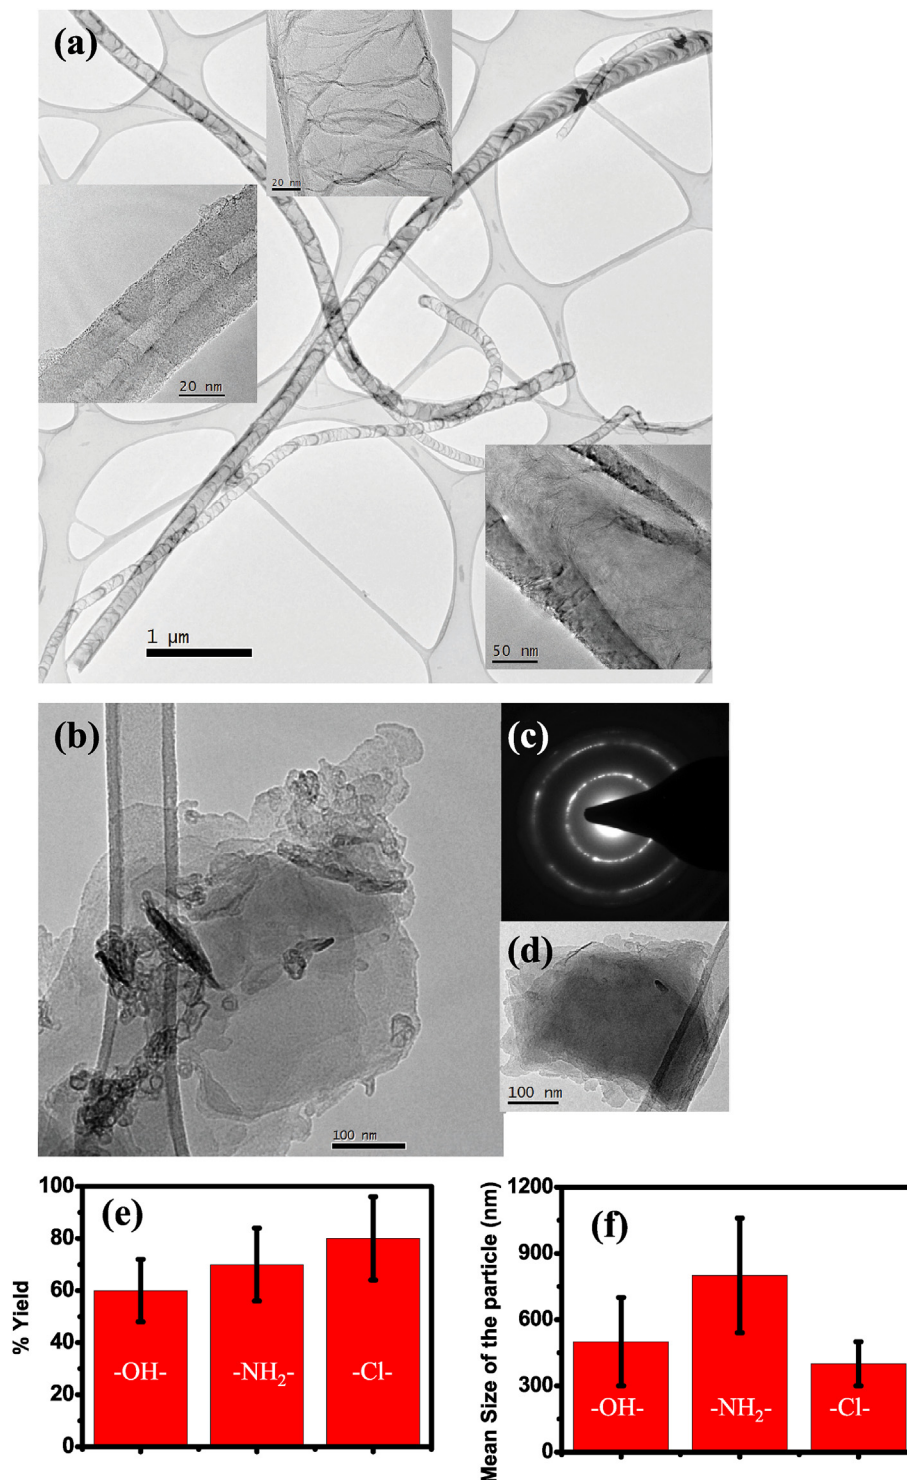 (a)
20 nm
20 nm
1 µm
50 nm
(b)
100 nm
(c)
(d)
100 nm
(e)
% Yield
100
80
60
40
20
0
-OH-
-NH₂-
-Cl-
(f)
Mean Size of the particle (nm)
1200
900
600
300
0
-OH-
-NH₂-
-Cl-